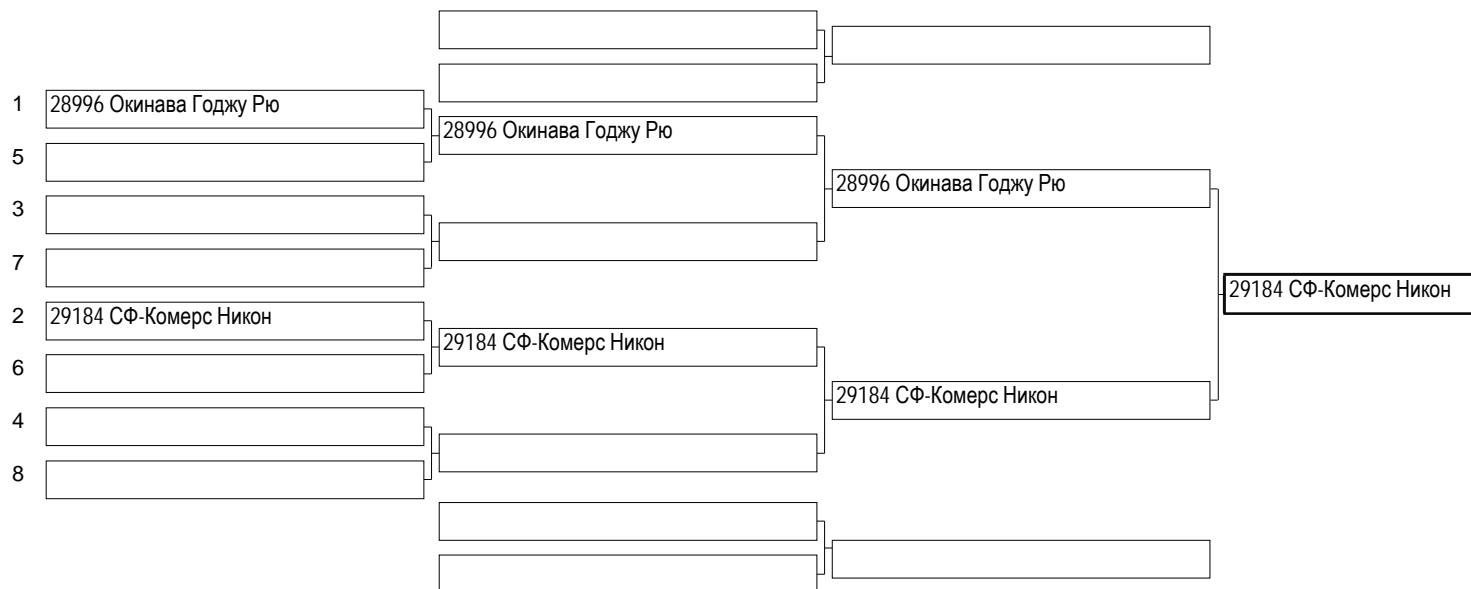 1 28996 Окинава Годжу Рю
28996 Окинава Годжу Рю
5
28996 Окинава Годжу Рю
3
7
29184 СФ-Комерс Никон
2 29184 СФ-Комерс Никон
29184 СФ-Комерс Никон
6
29184 СФ-Комерс Никон
4
8